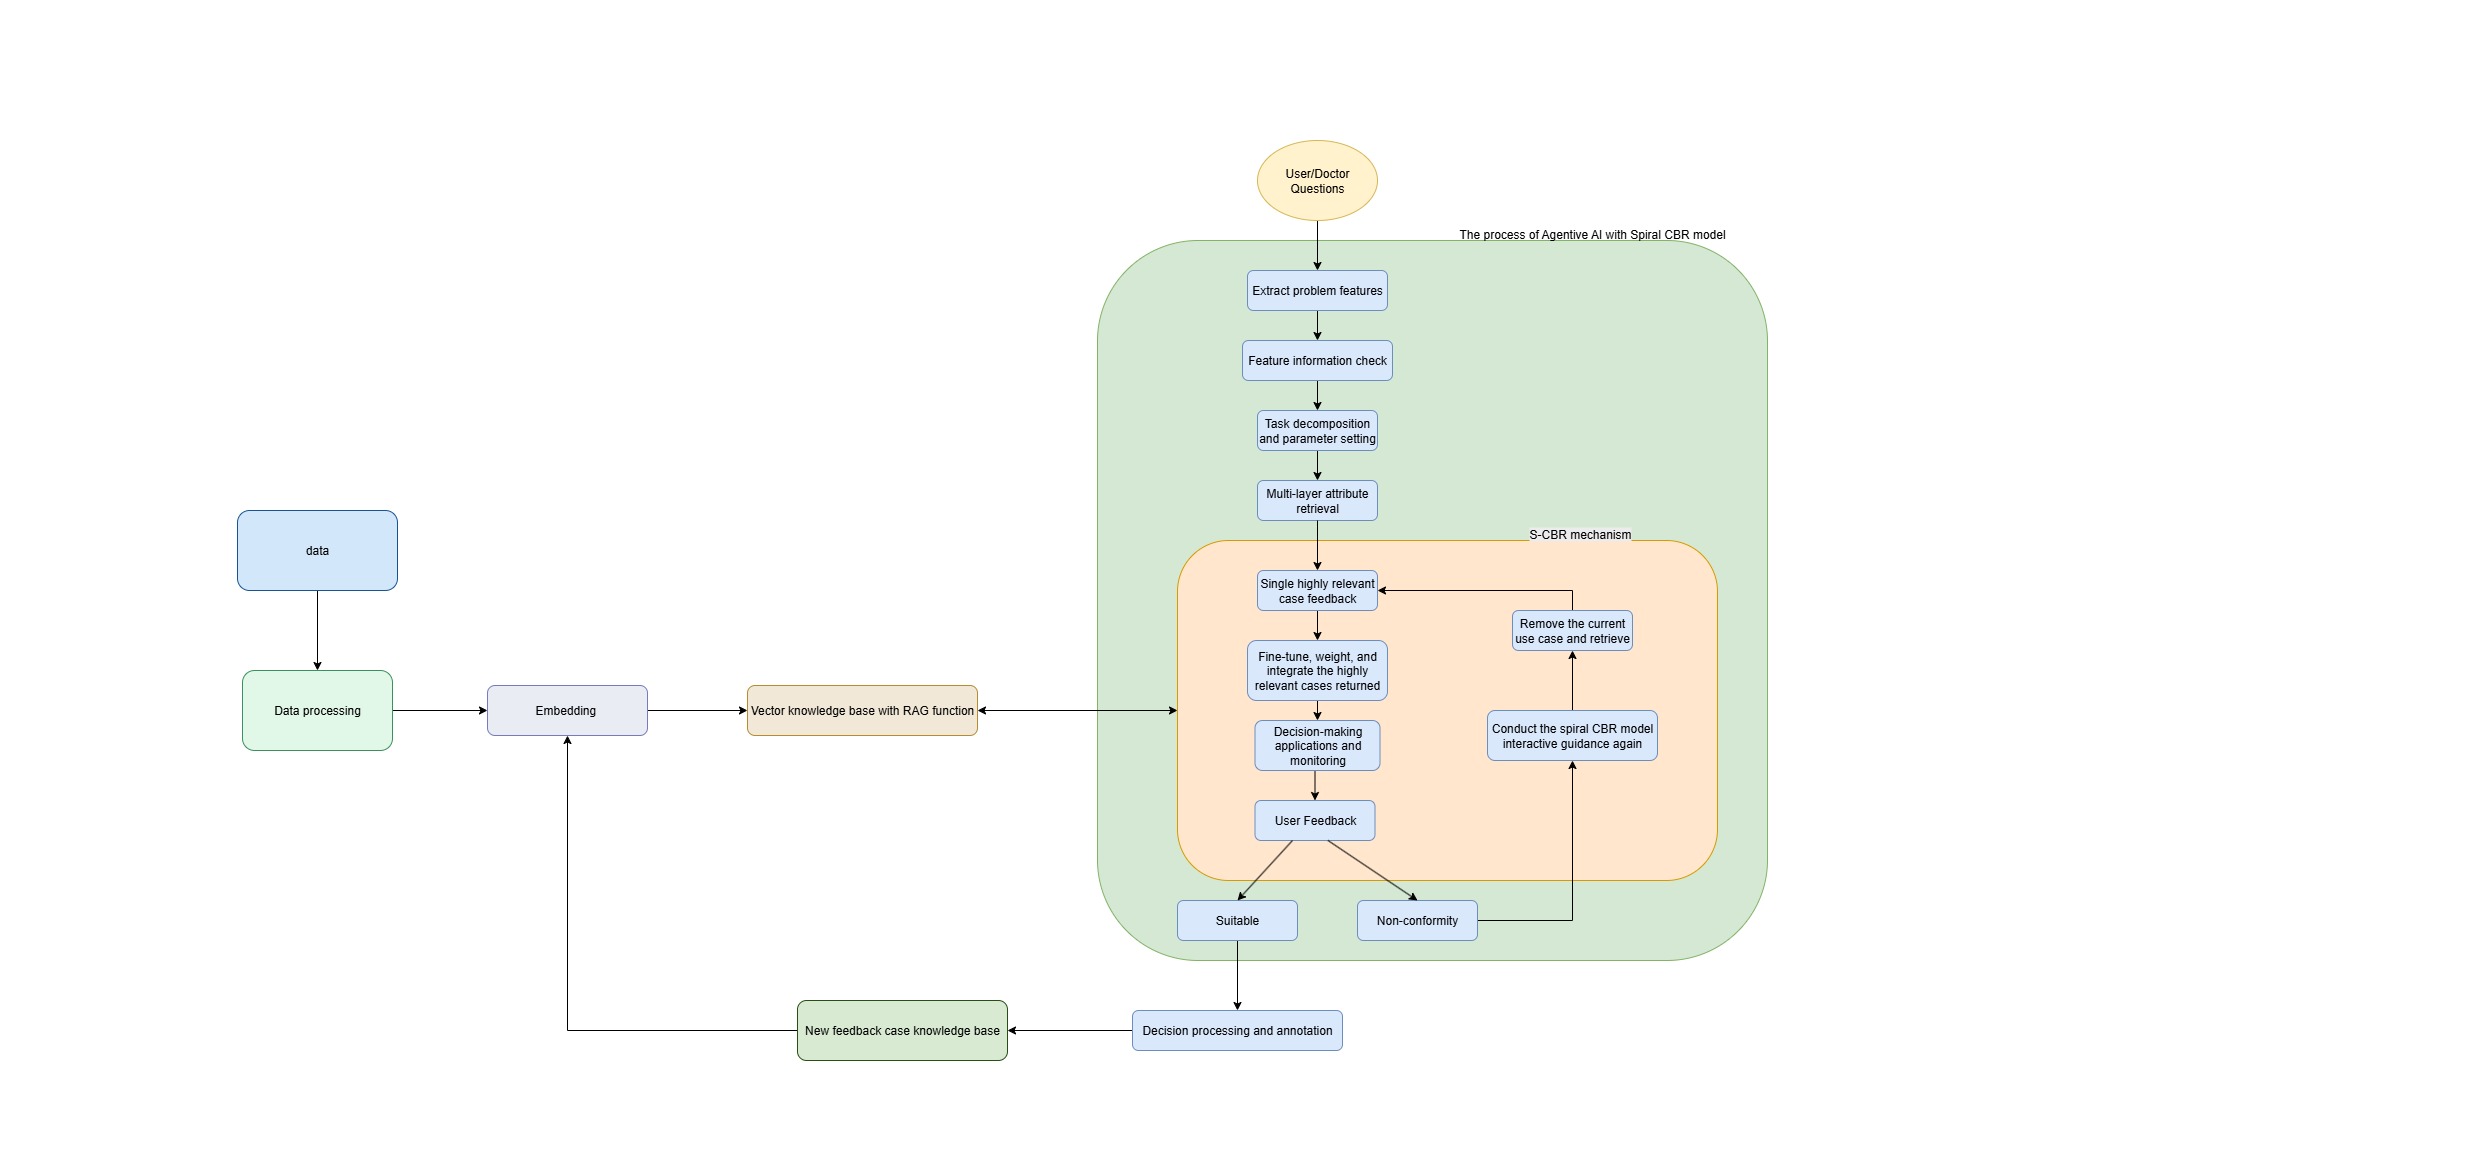 User/Doctor
Questions
The process of Agentive AI with Spiral CBR model
Extract problem features
Feature information check
Task decomposition
and parameter setting
Multi-layer attribute
retrieval
S-CBR mechanism
Single highly relevant
case feedback
Remove the current
use case and retrieve
Fine-tune, weight, and
integrate the highly
relevant cases returned
Conduct the spiral CBR model
interactive guidance again
Decision-making
applications and
monitoring
User Feedback
Suitable
Non-conformity
data
Data processing
Embedding
Vector knowledge base with RAG function
New feedback case knowledge base
Decision processing and annotation